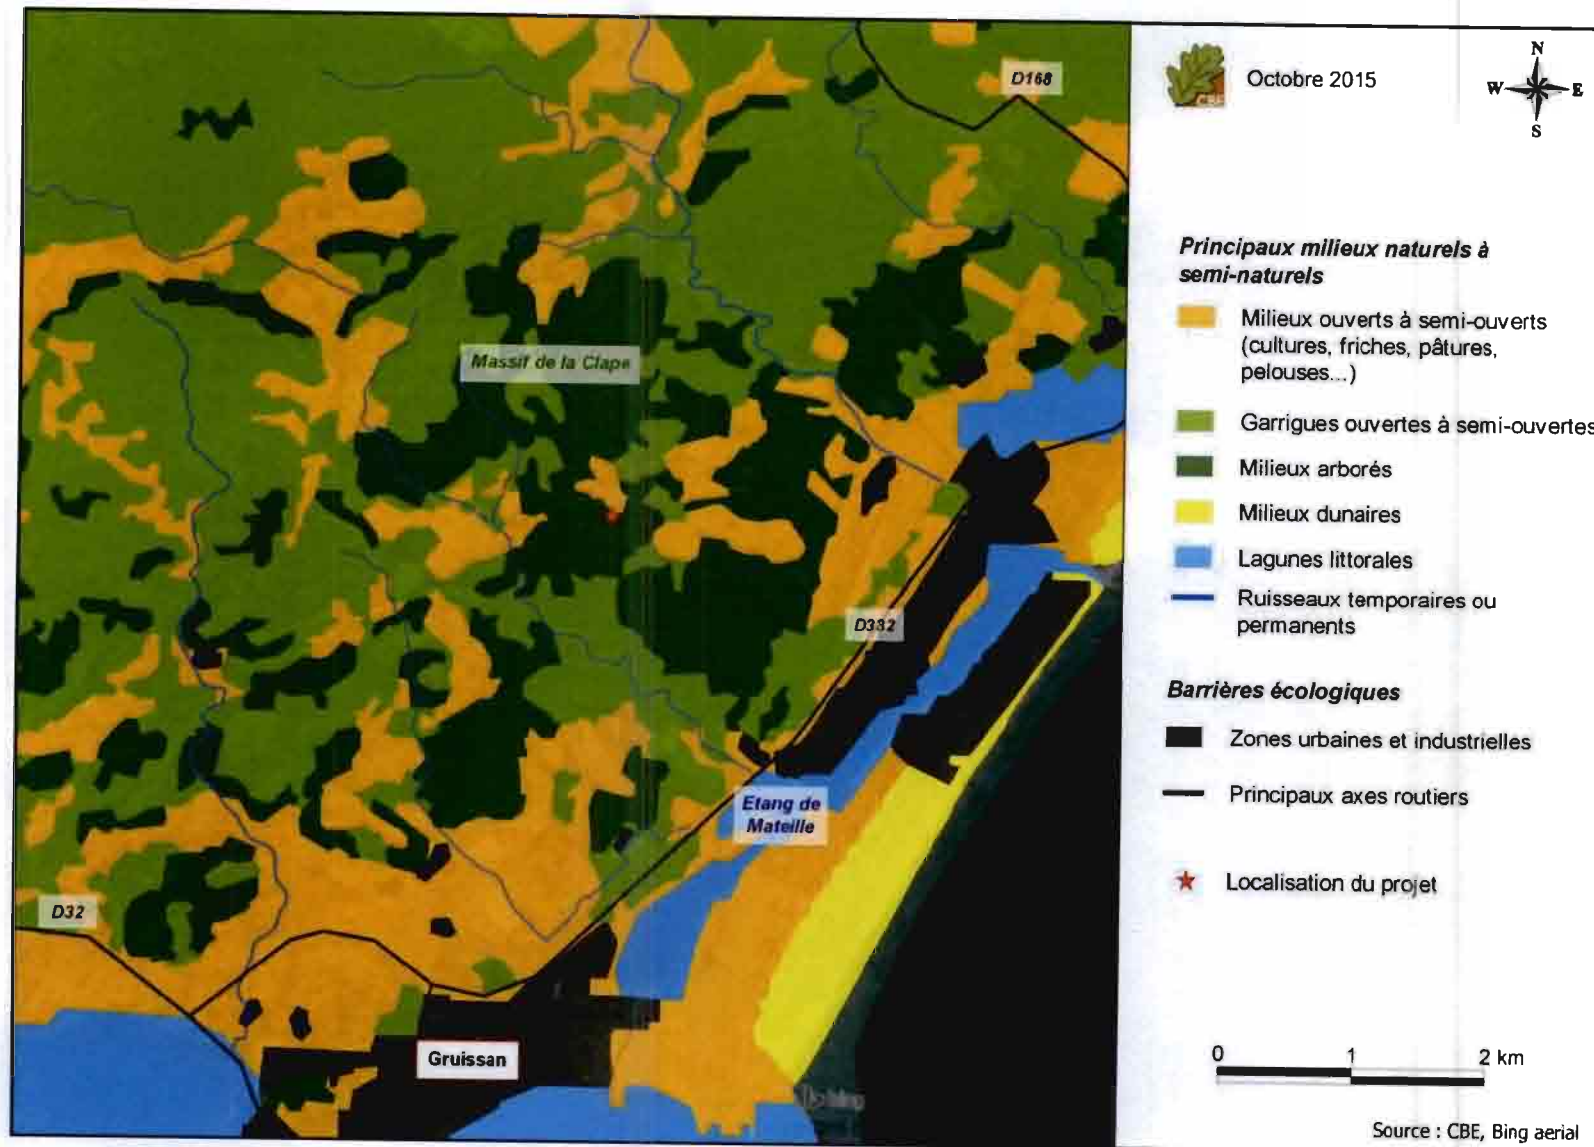 D168
Massif de la Clape
D332
Etang de
Mateille
D32
Gruissan
bing
CBE
Octobre 2015
N
W
E
S
Principaux milieux naturels à
semi-naturels
Milieux ouverts à semi-ouverts
(cultures, friches, pâtures,
pelouses...)
Garrigues ouvertes à semi-ouvertes
Milieux arborés
Milieux dunaires
Lagunes littorales
Ruisseaux temporaires ou
permanents
Barrières écologiques
Zones urbaines et industrielles
Principaux axes routiers
Localisation du projet
0 1 2 km
Source : CBE, Bing aerial